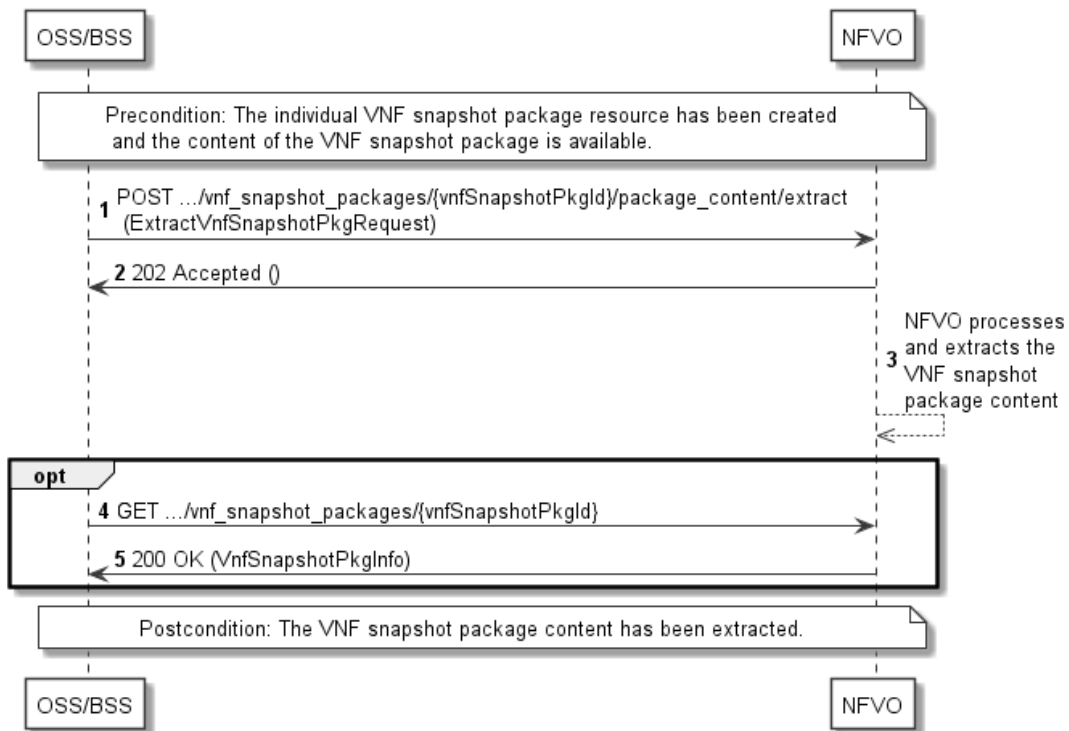 OSS/BSS
NFVO
Precondition: The individual VNF snapshot package resource has been created
and the content of the VNF snapshot package is available.
1 POST .../vnf_snapshot_packages/{vnfSnapshotPkgId}/package_content/extract
(ExtractVnfSnapshotPkgRequest)
2 202 Accepted ()
NFVO processes
and extracts the
3 VNF snapshot
package content
opt
4 GET .../vnf_snapshot_packages/{vnfSnapshotPkgId}
5 200 OK (VnfSnapshotPkgInfo)
Postcondition: The VNF snapshot package content has been extracted.
OSS/BSS
NFVO